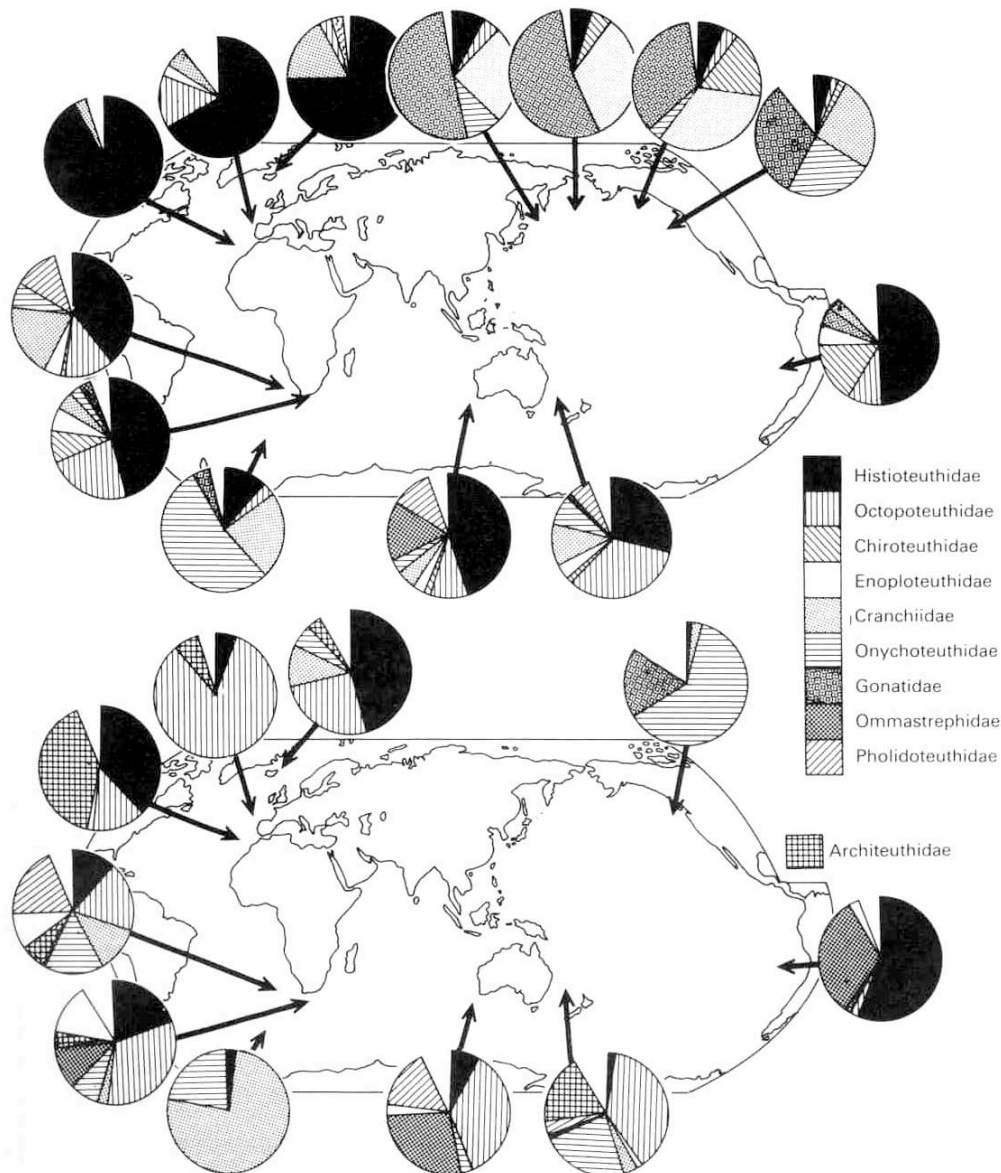 Histioteuthidae
Octopoteuthidae
Chiroteuthidae
Enoploteuthidae
Cranchiidae
Onychoteuthidae
Gonatidae
Ommastrephidae
Pholidoteuthidae
Architeuthidae